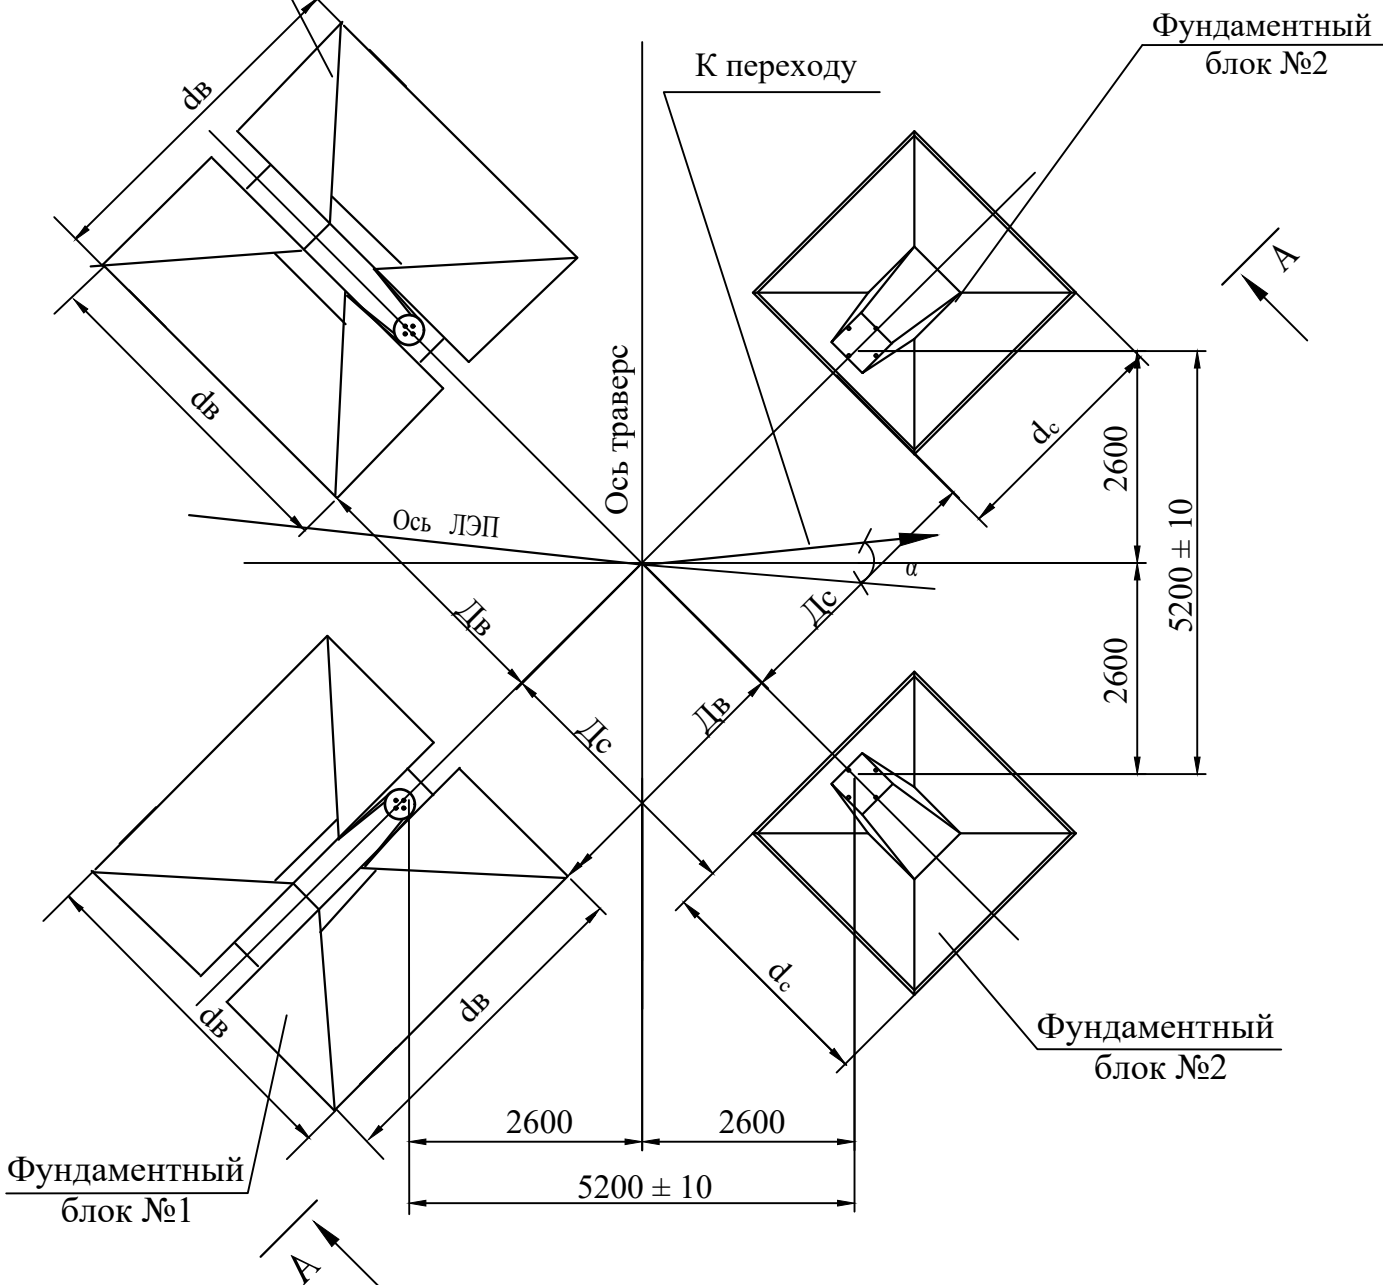 Фундаментный
блок №2
К переходу
dв
А
Ось траверс
dв
dс
2600
5200 ± 10
Ось ЛЭП
α
Дв
Дс
2600
Дс
Дв
dв
dв
dс
Фундаментный
блок №2
2600
2600
Фундаментный
блок №1
5200 ± 10
А